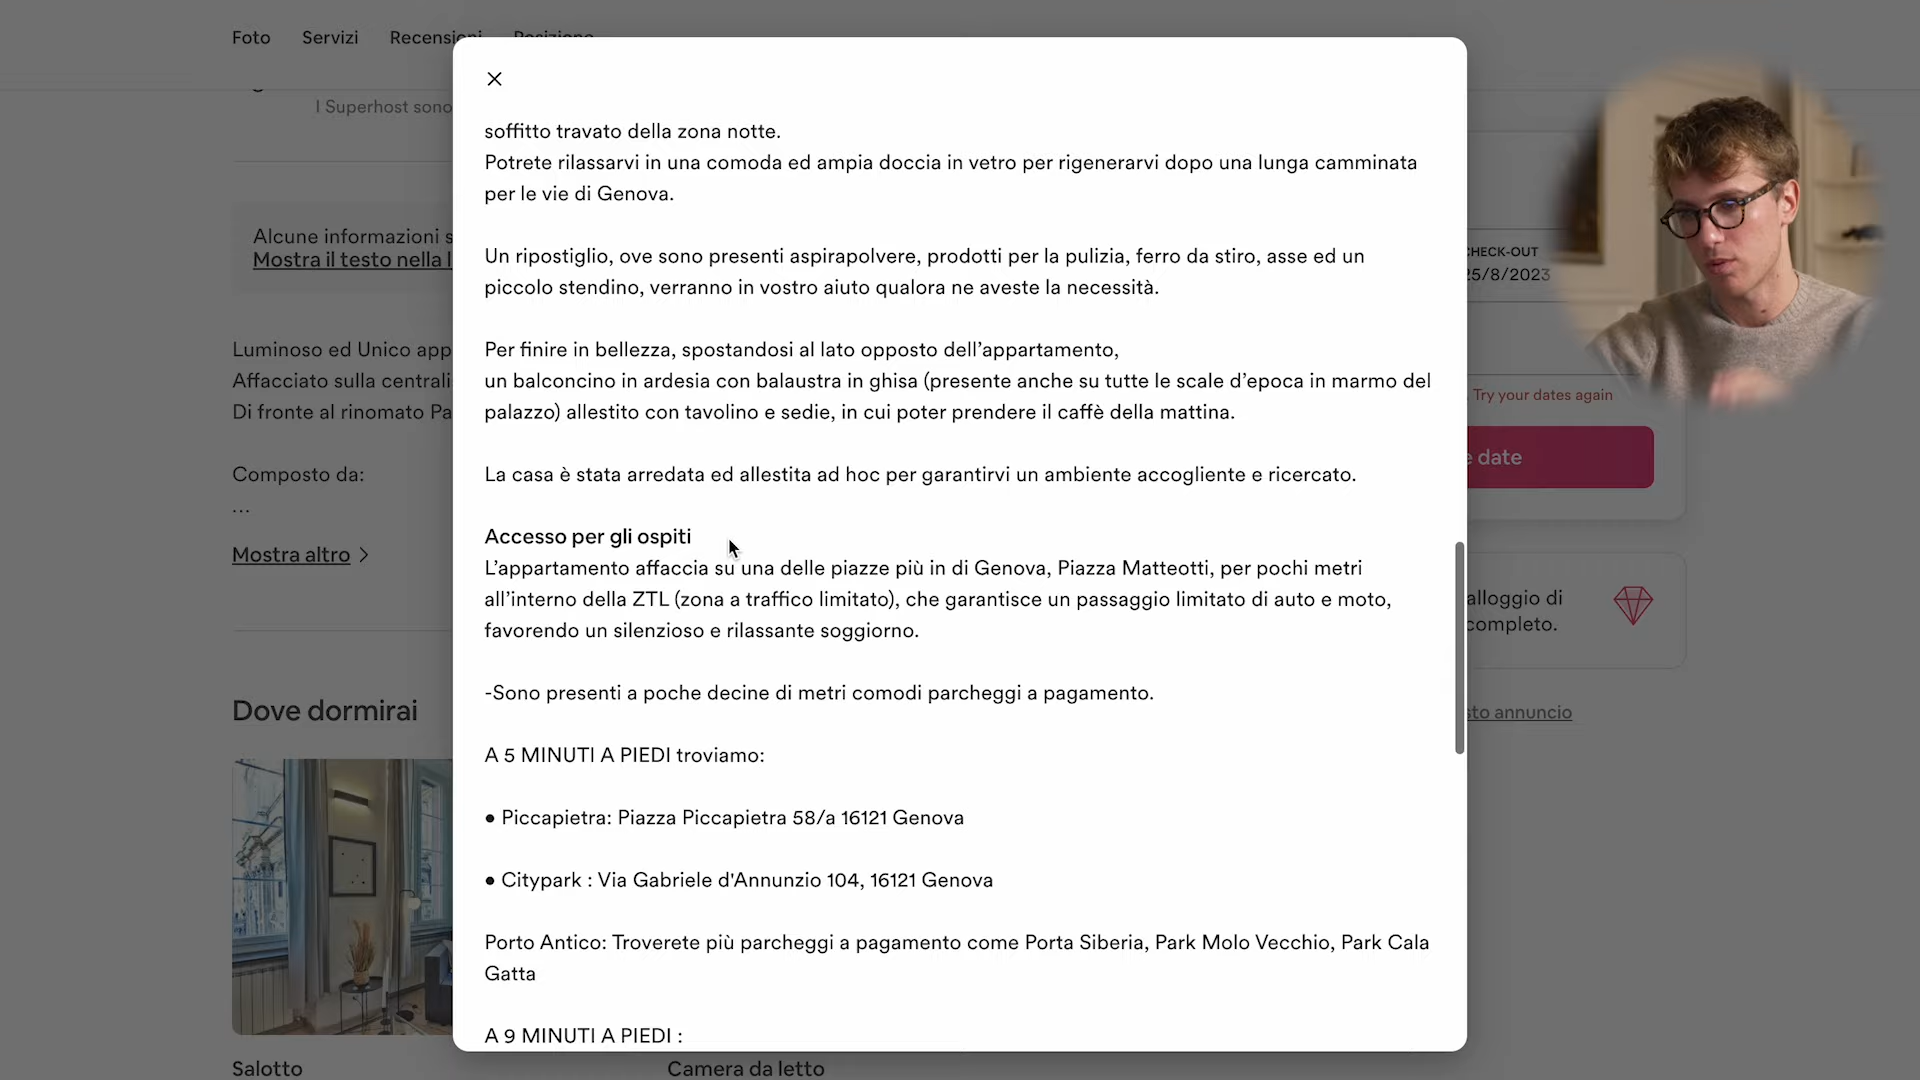 Foto Servizi Recensioni Posizione
I Superhost sono
Alcune informazioni s
Mostra il testo nella l
Luminoso ed Unico app
Affacciato sulla centrali
Di fronte al rinomato Pa
Composto da:
...
Mostra altro
Dove dormirai
Salotto
Camera da letto
soffitto travato della zona notte.
Potrete rilassarvi in una comoda ed ampia doccia in vetro per rigenerarvi dopo una lunga camminata
per le vie di Genova.
Un ripostiglio, ove sono presenti aspirapolvere, prodotti per la pulizia, ferro da stiro, asse ed un
piccolo stendino, verranno in vostro aiuto qualora ne aveste la necessità.
Per finire in bellezza, spostandosi al lato opposto dell’appartamento,
un balconcino in ardesia con balaustra in ghisa (presente anche su tutte le scale d’epoca in marmo del
palazzo) allestito con tavolino e sedie, in cui poter prendere il caffè della mattina.
La casa è stata arredata ed allestita ad hoc per garantirvi un ambiente accogliente e ricercato.
Accesso per gli ospiti
L’appartamento affaccia su una delle piazze più in di Genova, Piazza Matteotti, per pochi metri
all’interno della ZTL (zona a traffico limitato), che garantisce un passaggio limitato di auto e moto,
favorendo un silenzioso e rilassante soggiorno.
-Sono presenti a poche decine di metri comodi parcheggi a pagamento.
A 5 MINUTI A PIEDI troviamo:
● Piccapietra: Piazza Piccapietra 58/a 16121 Genova
● Citypark : Via Gabriele d'Annunzio 104, 16121 Genova
Porto Antico: Troverete più parcheggi a pagamento come Porta Siberia, Park Molo Vecchio, Park Cala
Gatta
A 9 MINUTI A PIEDI :
CHECK-OUT
25/8/2023
Try your dates again
e date
alloggio di
completo.
sto annuncio